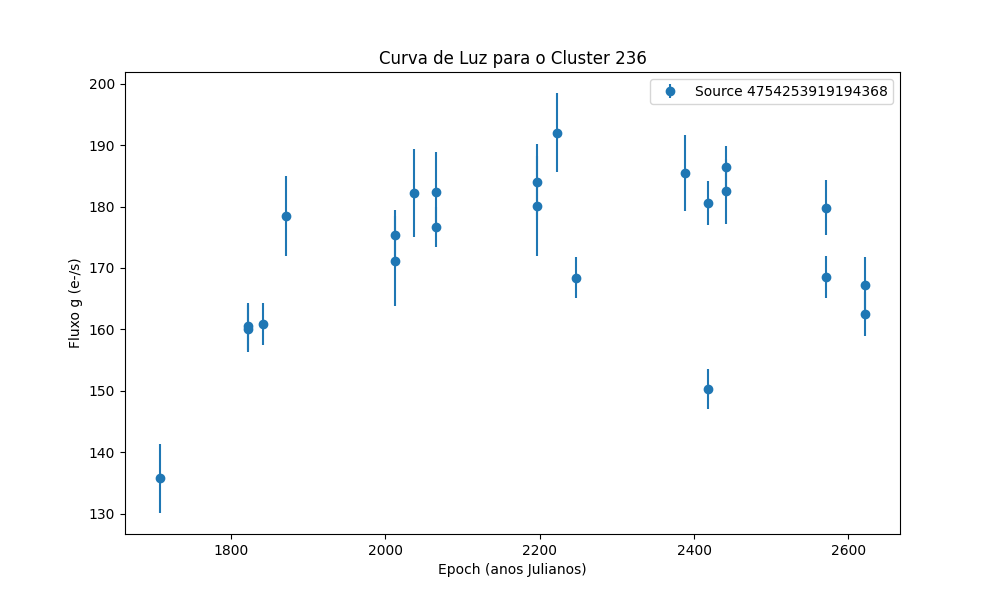 Curva de Luz para o Cluster 236
Source 4754253919194368
200
190
180
170
160
150
140
130
Fluxo g (e-/s)
1800 2000 2200 2400 2600
Epoch (anos Julianos)